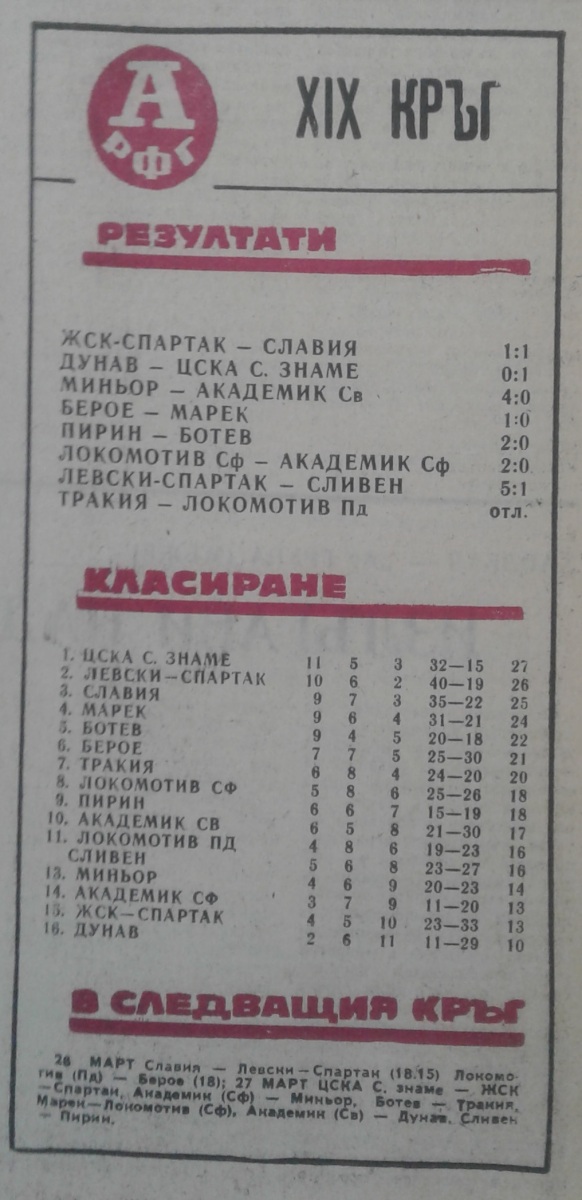 А
РФГ
XIX КРЪГ
РЕЗУЛТАТИ
ЖСК-СПАРТАК — СЛАВИЯ 1:1
ДУНАВ — ЦСКА С. ЗНАМЕ 0:1
МИНЬОР — АКАДЕМИК Св 4:0
БЕРОЕ — МАРЕК 1:0
ПИРИН — БОТЕВ 2:0
ЛОКОМОТИВ Сф — АКАДЕМИК Сф 2:0
ЛЕВСКИ-СПАРТАК — СЛИВЕН 5:1
ТРАКИЯ — ЛОКОМОТИВ Пд отл.
КЛАСИРАНЕ
1. ЦСКА С. ЗНАМЕ 11 5 3 32—15 27
2. ЛЕВСКИ—СПАРТАК 10 6 2 40—19 26
3. СЛАВИЯ 9 7 3 35—22 25
4. МАРЕК 9 6 4 31—21 24
5. БОТЕВ 9 4 5 20—18 22
6. БЕРОЕ 7 7 5 25—30 21
7. ТРАКИЯ 6 8 4 24—20 20
8. ЛОКОМОТИВ СФ 5 8 6 25—26 18
9. ПИРИН 6 6 7 15—19 18
10. АКАДЕМИК СВ 6 5 8 21—30 17
11. ЛОКОМОТИВ ПД 4 8 6 19—23 16
СЛИВЕН 5 6 8 23—27 16
13. МИНЬОР 4 6 9 20—23 14
14. АКАДЕМИК СФ 3 7 9 11—20 13
15. ЖСК—СПАРТАК 4 5 10 23—33 13
16. ДУНАВ 2 6 11 11—29 10
В СЛЕДВАЩИЯ КРЪГ
26 МАРТ Славия — Левски—Спартак (18.15) Локомо-
тив (Пд) — Берое (18); 27 МАРТ ЦСКА С. знаме — ЖСК
—Спартак, Академик (Сф) — Миньор, Ботев — Тракия,
Марек—Локомотив (Сф), Академик (Св) — Дунав, Сливен
— Пирин.